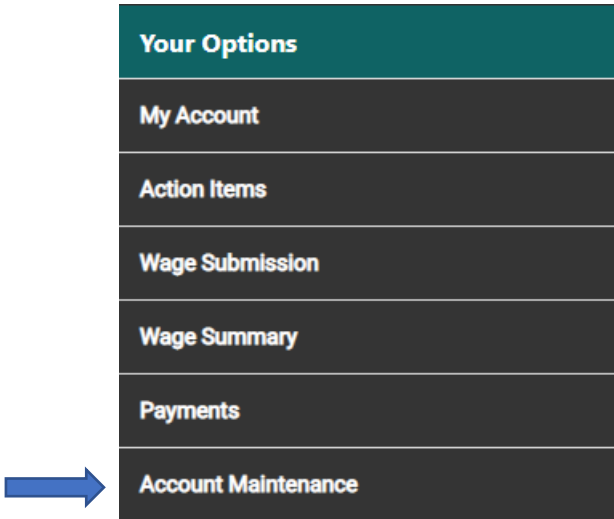 Your Options
My Account
Action Items
Wage Submission
Wage Summary
Payments
Account Maintenance